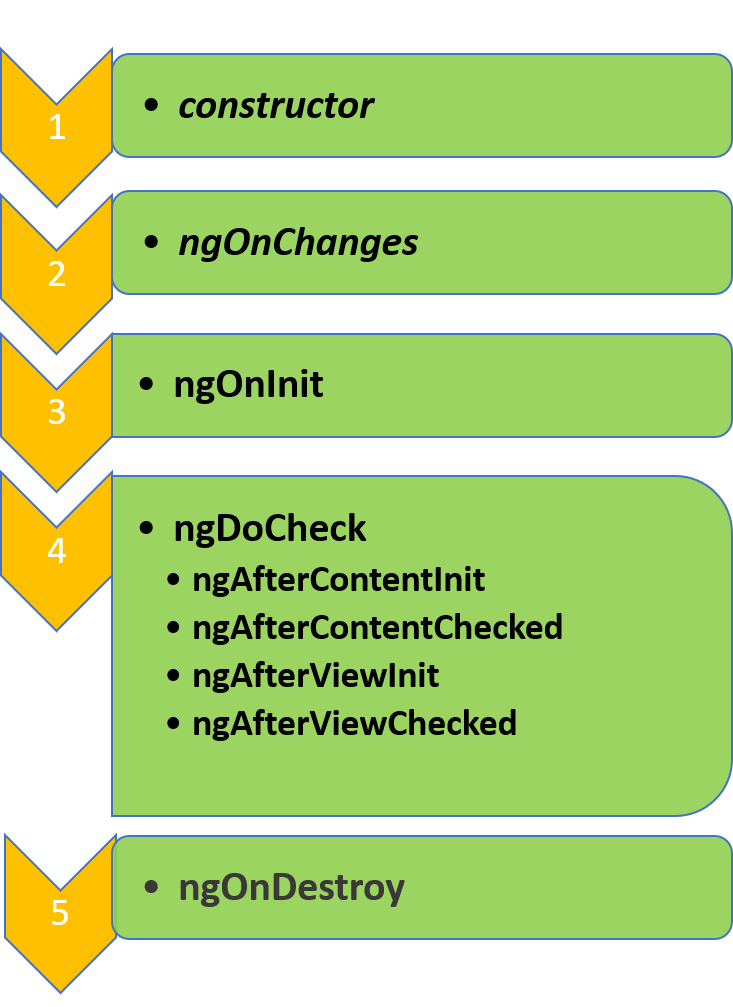 1
• constructor
2
• ngOnChanges
3
• ngOnInit
4
• ngDoCheck
• ngAfterContentInit
• ngAfterContentChecked
• ngAfterViewInit
• ngAfterViewChecked
5
• ngOnDestroy